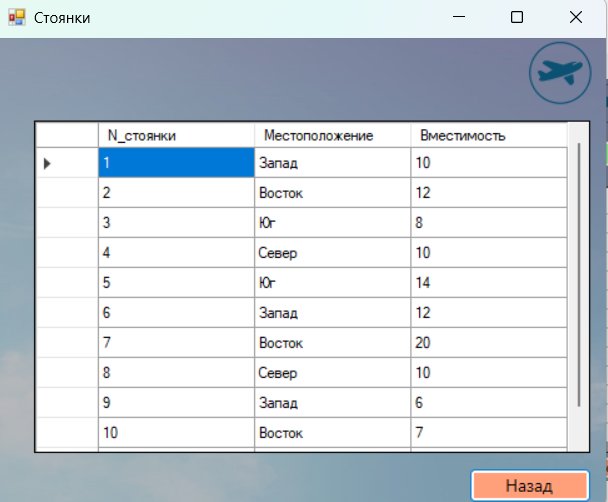 Стоянки
N_стоянки Местоположение Вместимость
1 Запад 10
2 Восток 12
3 Юг 8
4 Север 10
5 Юг 14
6 Запад 12
7 Восток 20
8 Север 10
9 Запад 6
10 Восток 7
Назад